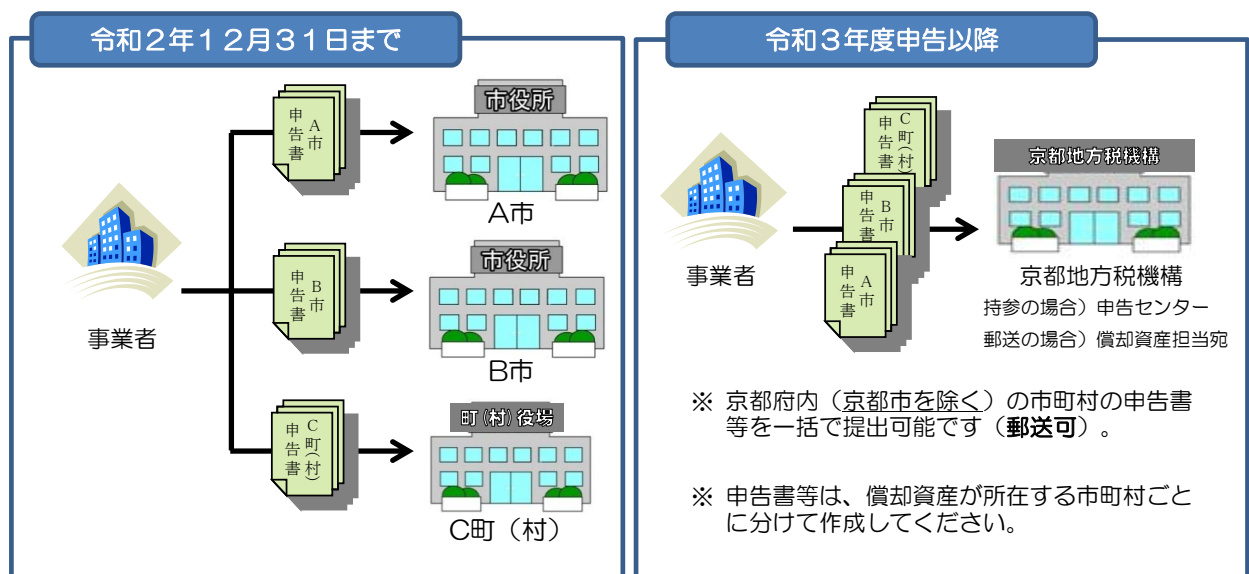 令和２年１２月３１日まで
A市
申告書
市役所
A市
事業者
B市
申告書
市役所
B市
C町(村)
申告書
町(村)役場
C町（村）
令和３年度申告以降
C町(村)
申告書
B市
申告書
A市
申告書
事業者
京都地方税機構
京都地方税機構
持参の場合）申告センター
郵送の場合）償却資産担当宛
※ 京都府内（京都市を除く）の市町村の申告書
等を一括で提出可能です（郵送可）。
※ 申告書等は、償却資産が所在する市町村ごと
に分けて作成してください。